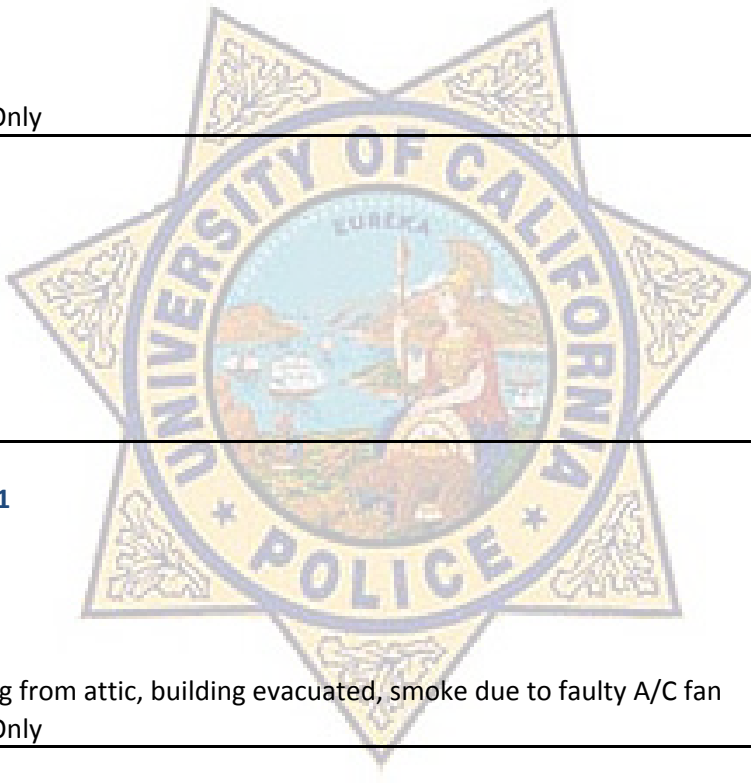 Only
UNIVERSITY OF CALIFORNIA
EUREKA
1
g from attic, building evacuated, smoke due to faulty A/C fan
Only
POLICE